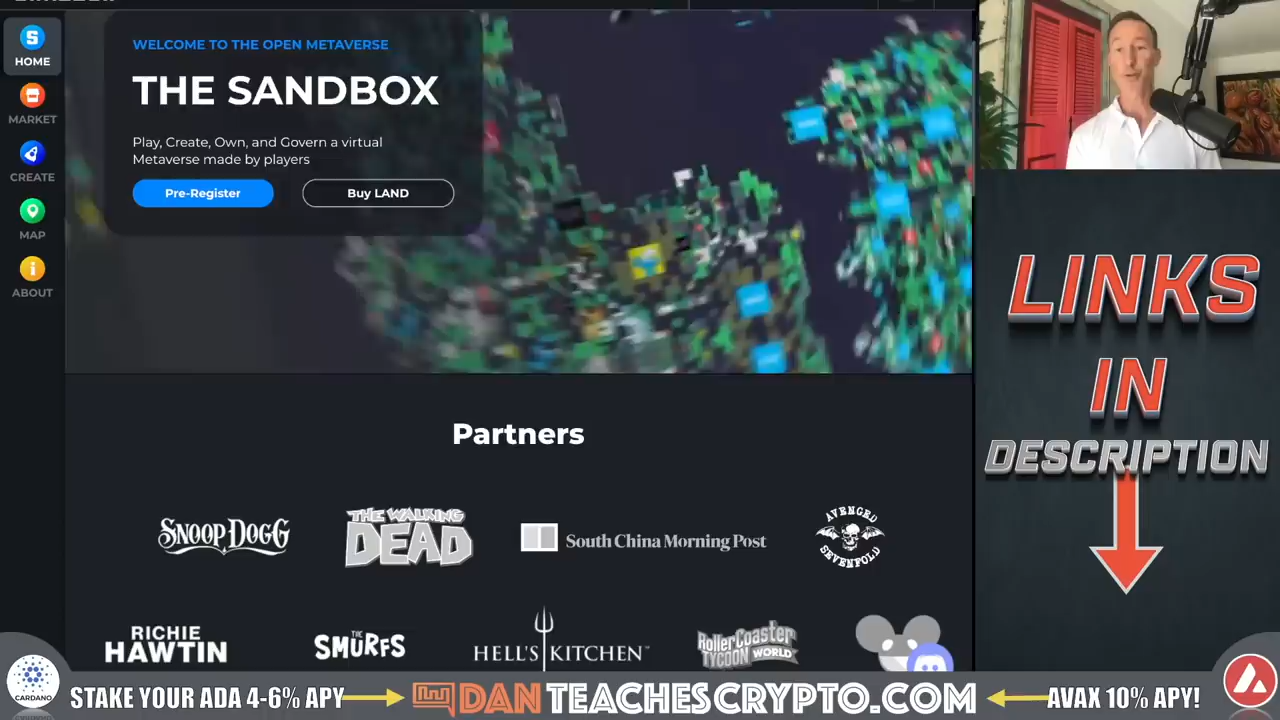 HOME
MARKET
CREATE
MAP
ABOUT
WELCOME TO THE OPEN METAVERSE
THE SANDBOX
Play, Create, Own, and Govern a virtual
Metaverse made by players
Pre-Register
Buy LAND
Partners
SNOOP DOGG
THE WALKING
DEAD
South China Morning Post
AVENGED
SEVENFOLD
RICHIE
HAWTIN
THE
SMURFS
HELL'S KITCHEN™
RollerCoaster
TYCOON WORLD
LINKS
IN
DESCRIPTION
CARDANO
STAKE YOUR ADA 4-6% APY
DANTEACHESCRYPTO.COM
AVAX 10% APY!